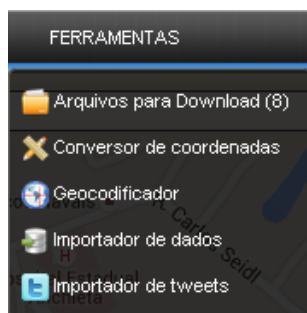 FERRAMENTAS
Arquivos para Download (8)
Conversor de coordenadas
Geocodificador
Importador de dados
H
Importador de tweets